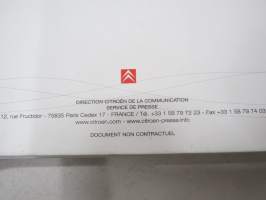 DIRECTION CITROËN DE LA COMMUNICATION
SERVICE DE PRESSE
12, rue Fructidor - 75835 Paris Cedex 17 - FRANCE / Tél. +33 1 58 79 73 23 - Fax +33 1 58 79 74 03
www.citroen.com - www.citroen-presse.info
DOCUMENT NON CONTRACTUEL